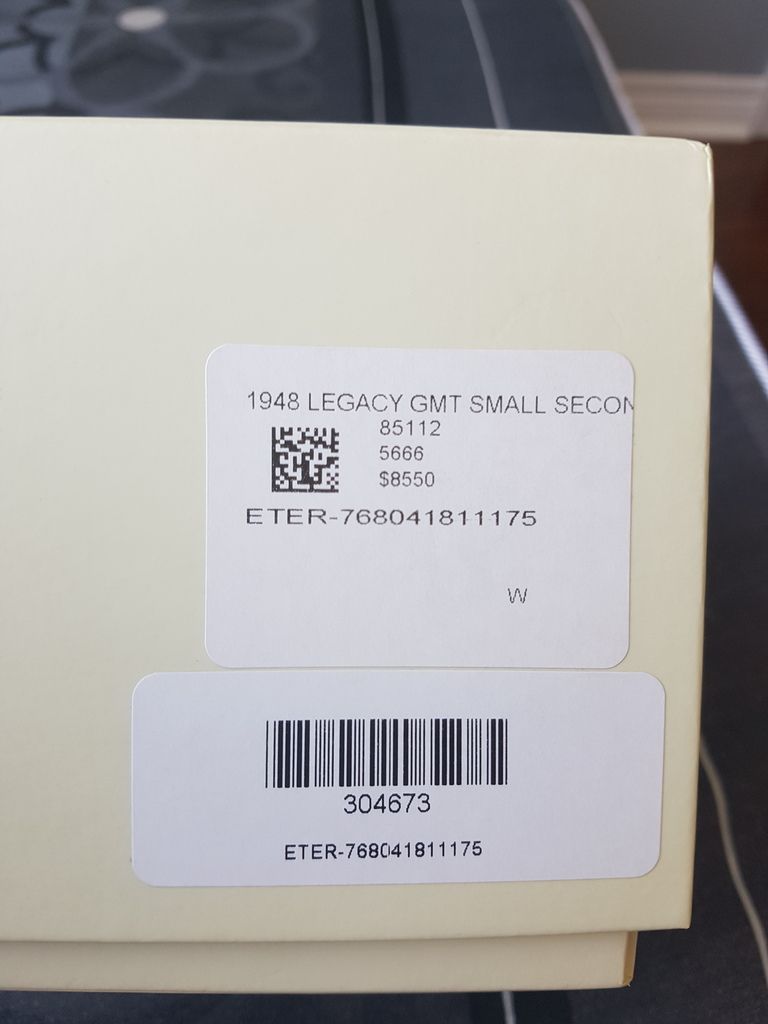 1948 LEGACY GMT SMALL SECON
85112
5666
$8550
ETER-768041811175
W
304673
ETER-768041811175